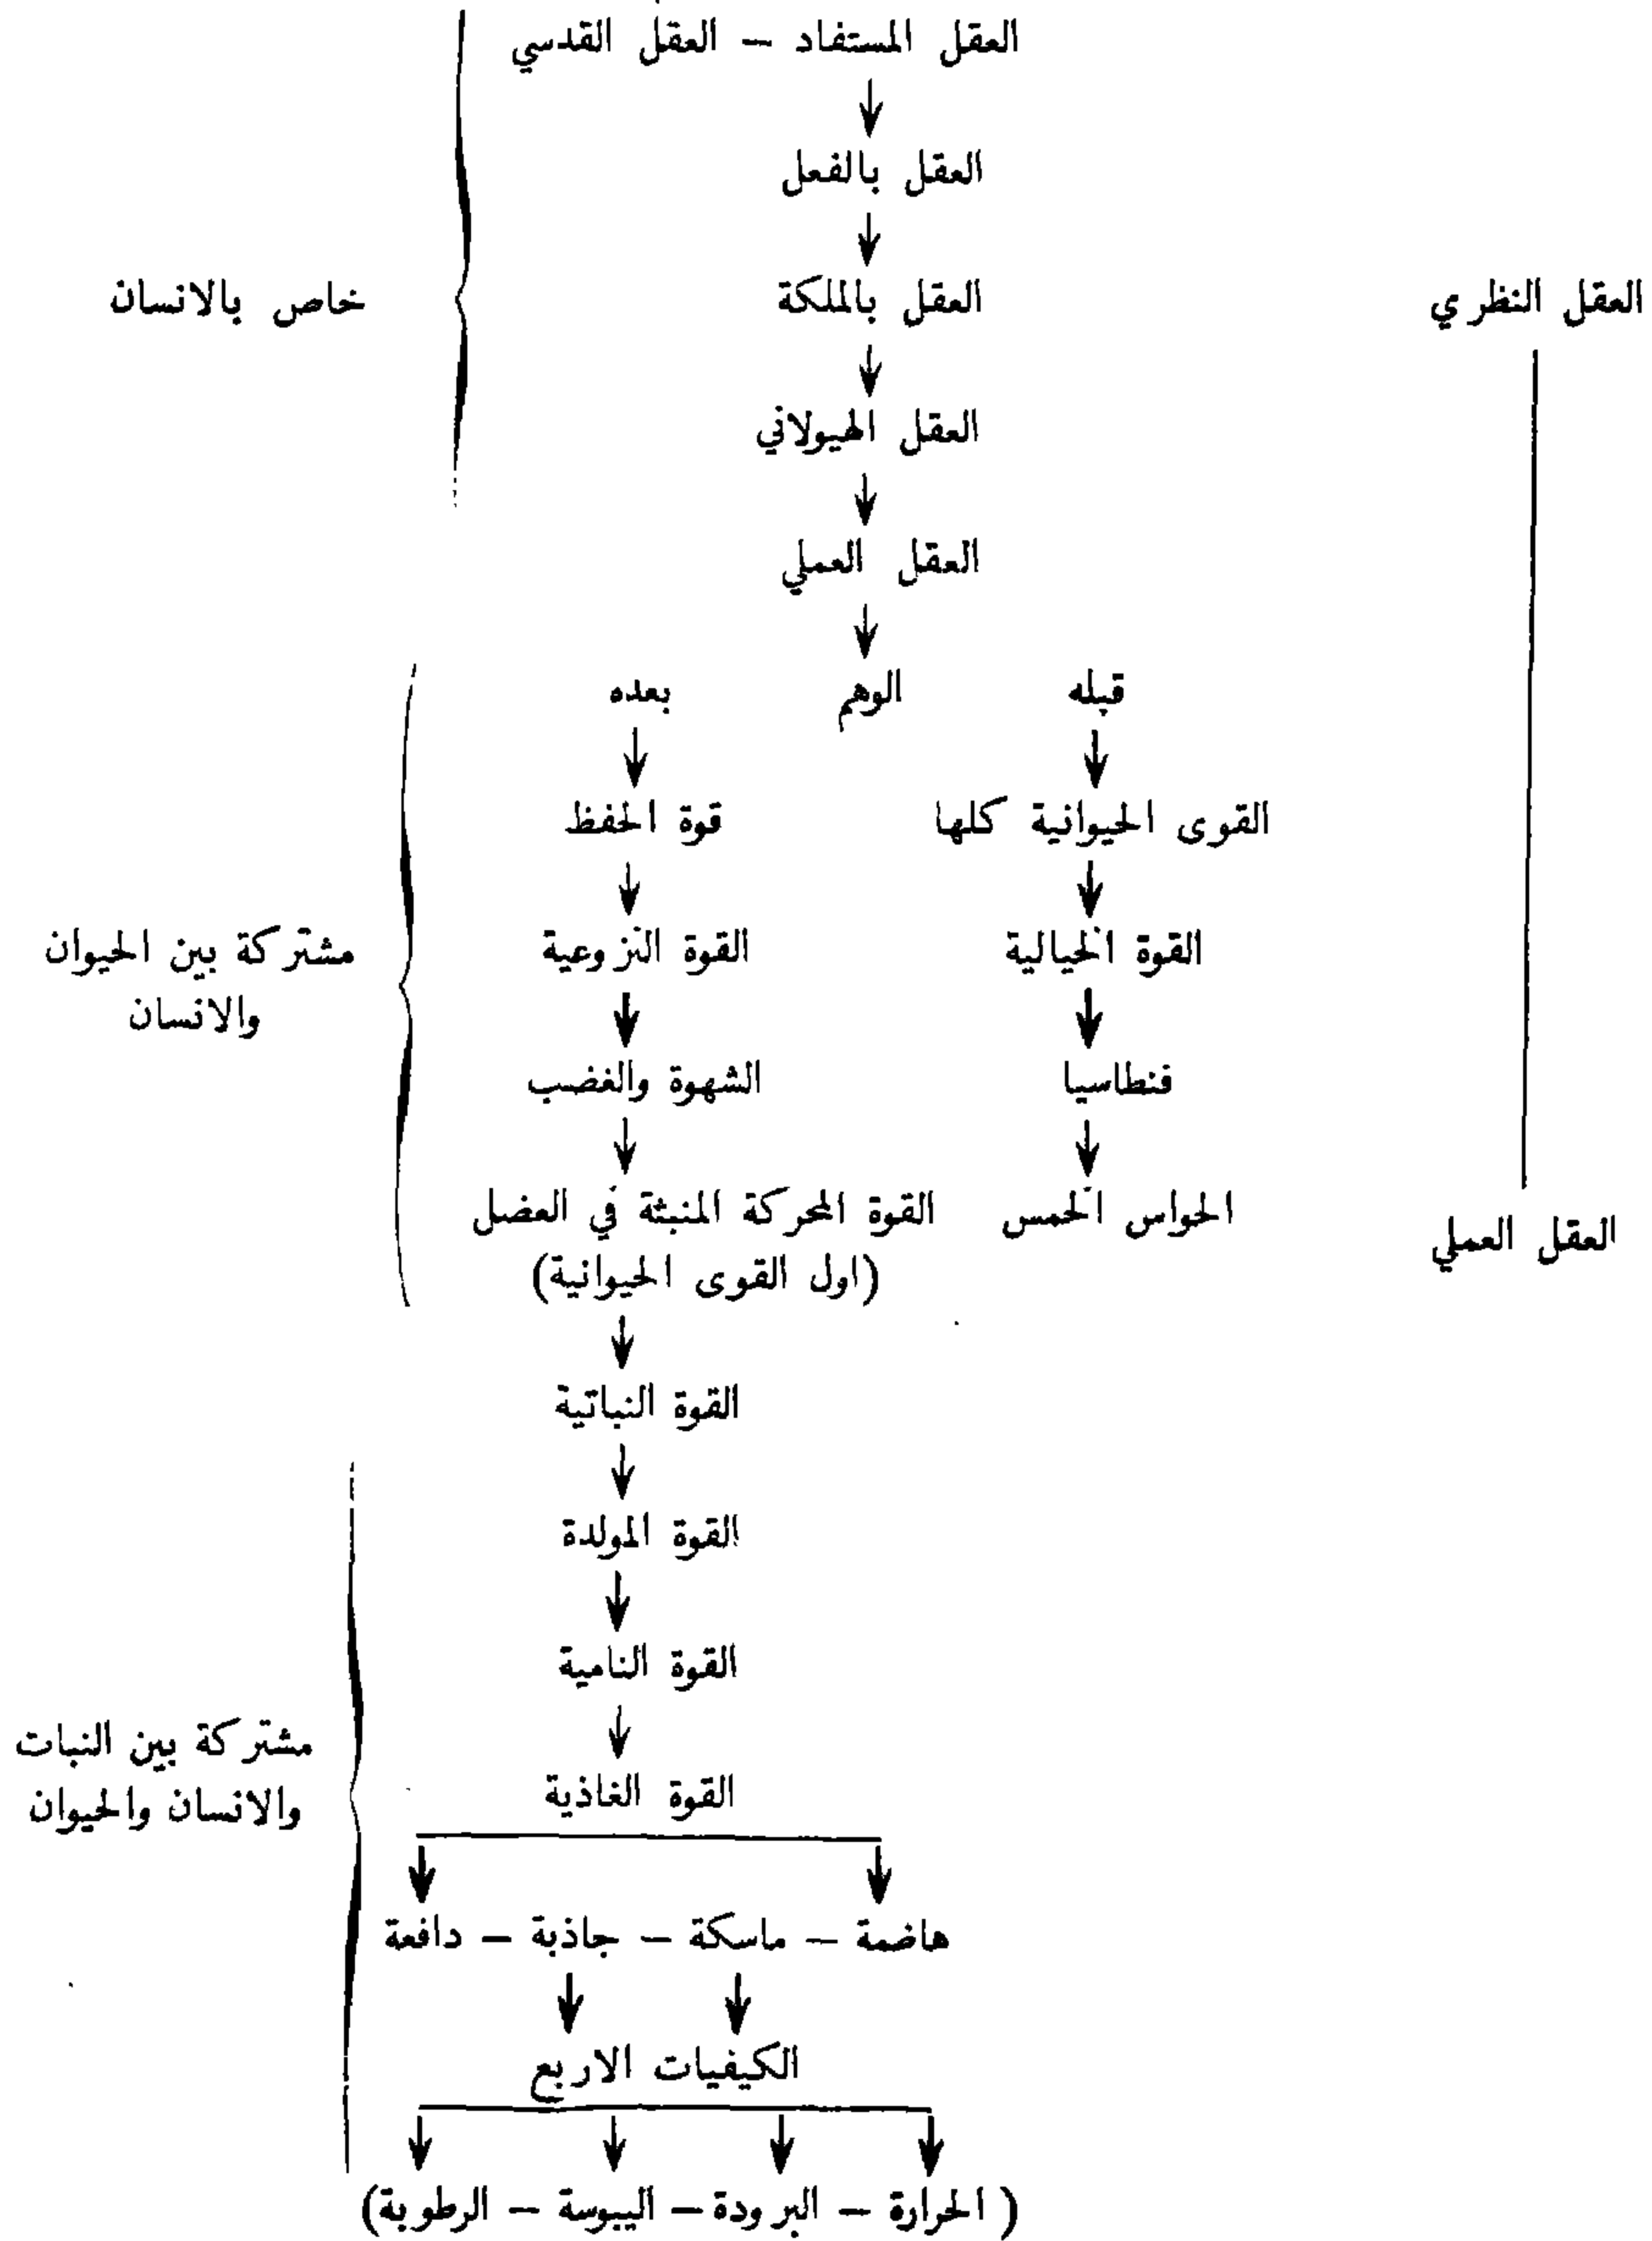 العقل المستفاد – العقل القدسي
العقل بالفعل
العقل النظري
العقل بالملكة
خاص بالانسان
العقل الهيولاني
العقل العملي
قبله
الوهم
بعده
القوى الحيوانية كلها
قوة الحفظ
القوة الخيالية
القوة النزوعية
مشتركة بين الحيوان
والانسان
فنطاسيا
الشهوة والغضب
العقل العملي
الحواس الخمس
القوة المحركة المنبثة في العضل
(اول القوى الحيوانية)
القوة النباتية
القوة المولدة
القوة النامية
مشتركة بين النبات
والانسان والحيوان
القوة الغاذية
هاضمة – ماسكة – جاذبة – دافعة
الكيفيات الاربع
( الحرارة – البرودة – اليبوسة – الرطوبة)